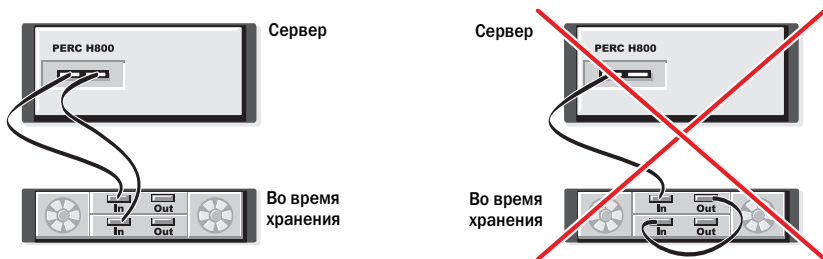 Сервер
PERC H800
Во время
хранения
In
Out
In
Out
Сервер
PERC H800
Во время
хранения
In
Out
In
Out